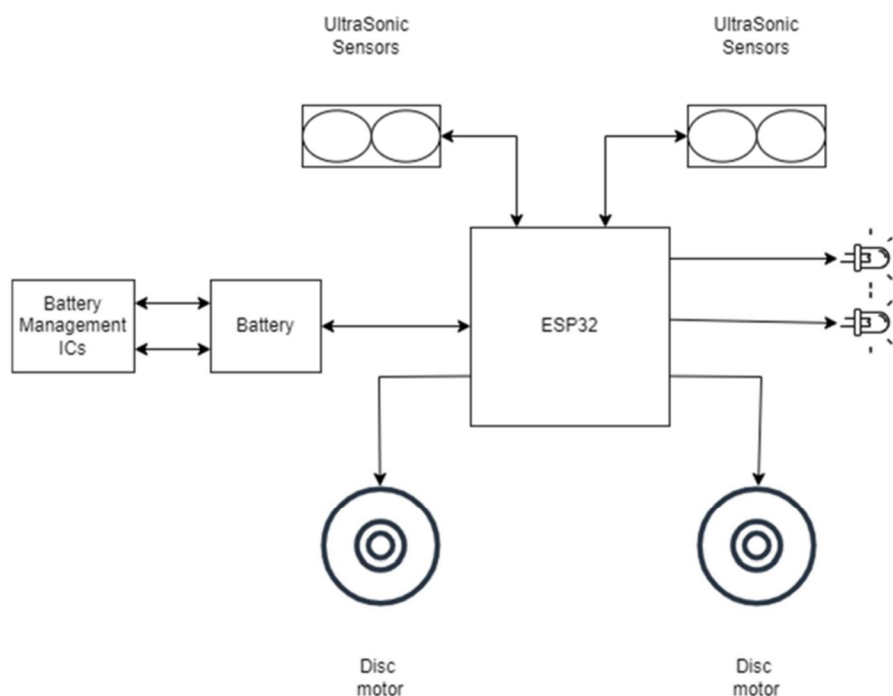 UltraSonic
Sensors
UltraSonic
Sensors
Battery
Management
ICs
Battery
ESP32
Disc
motor
Disc
motor